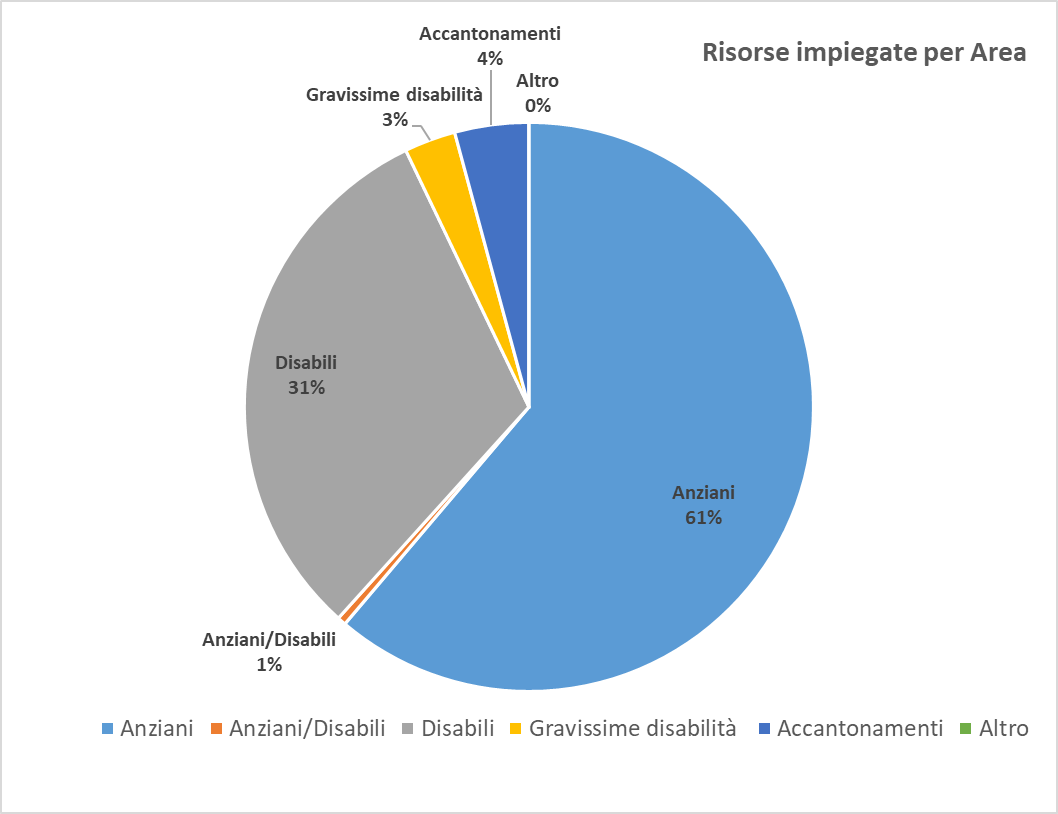 Risorse impiegate per Area
Accantonamenti
4%
Altro
0%
Gravissime disabilità
3%
Disabili
31%
Anziani
61%
Anziani/Disabili
1%
Anziani Anziani/Disabili Disabili Gravissime disabilità Accantonamenti Altro